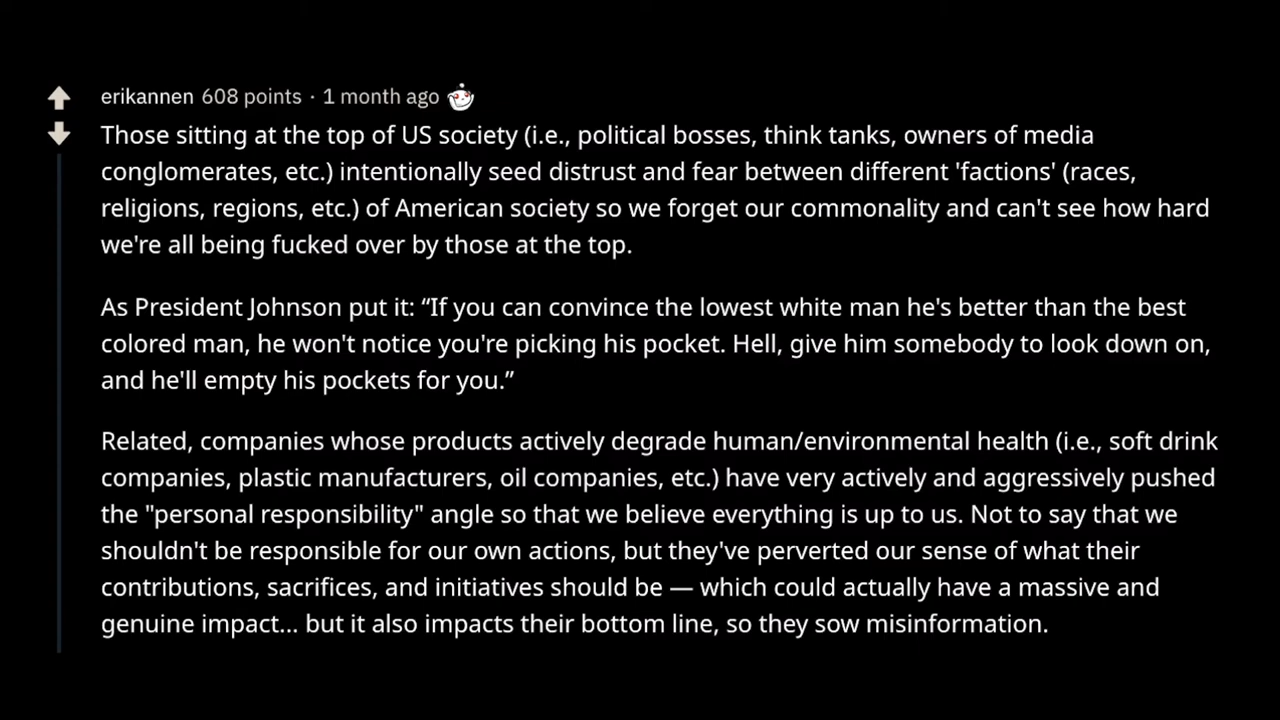 erikannen 608 points · 1 month ago
Those sitting at the top of US society (i.e., political bosses, think tanks, owners of media
conglomerates, etc.) intentionally seed distrust and fear between different 'factions' (races,
religions, regions, etc.) of American society so we forget our commonality and can't see how hard
we're all being fucked over by those at the top.
As President Johnson put it: “If you can convince the lowest white man he's better than the best
colored man, he won't notice you're picking his pocket. Hell, give him somebody to look down on,
and he'll empty his pockets for you.”
Related, companies whose products actively degrade human/environmental health (i.e., soft drink
companies, plastic manufacturers, oil companies, etc.) have very actively and aggressively pushed
the "personal responsibility" angle so that we believe everything is up to us. Not to say that we
shouldn't be responsible for our own actions, but they've perverted our sense of what their
contributions, sacrifices, and initiatives should be — which could actually have a massive and
genuine impact... but it also impacts their bottom line, so they sow misinformation.